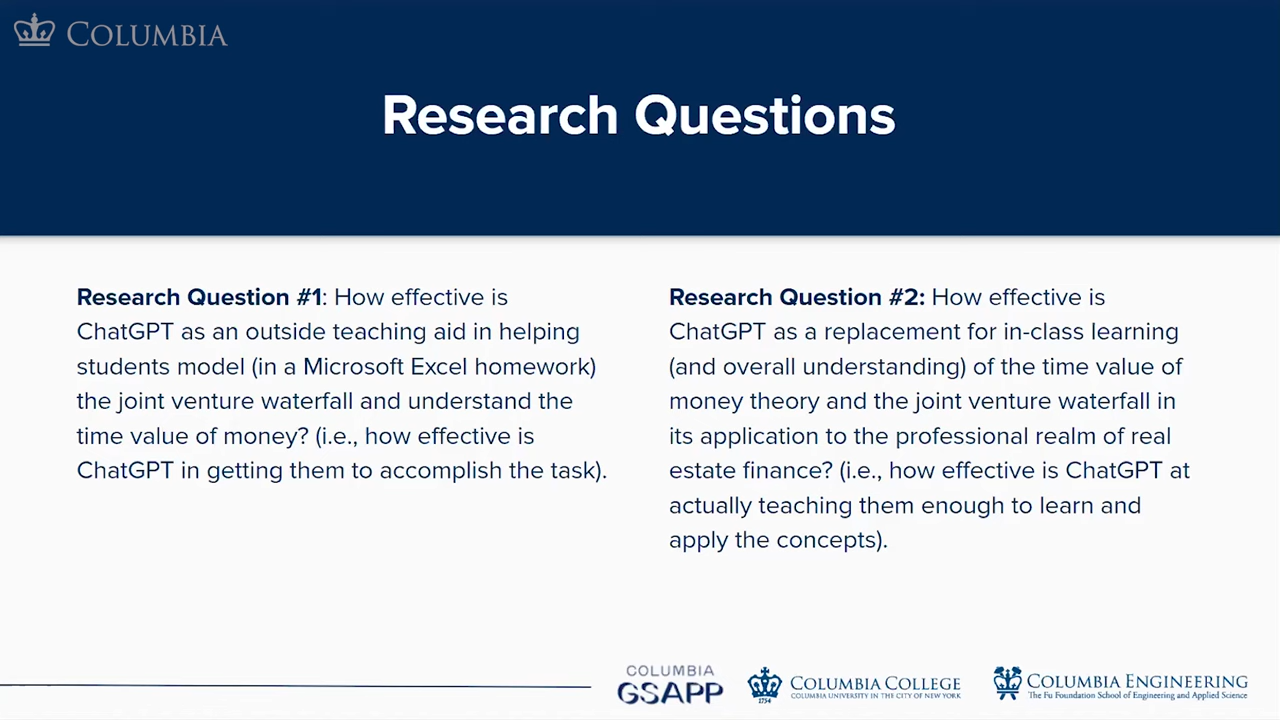 COLUMBIA
Research Questions
Research Question #1: How effective is
ChatGPT as an outside teaching aid in helping
students model (in a Microsoft Excel homework)
the joint venture waterfall and understand the
time value of money? (i.e., how effective is
ChatGPT in getting them to accomplish the task).
Research Question #2: How effective is
ChatGPT as a replacement for in-class learning
(and overall understanding) of the time value of
money theory and the joint venture waterfall in
its application to the professional realm of real
estate finance? (i.e., how effective is ChatGPT at
actually teaching them enough to learn and
apply the concepts).
COLUMBIA
GSAPP
1754
COLUMBIA COLLEGE
COLUMBIA UNIVERSITY IN THE CITY OF NEW YORK
COLUMBIA ENGINEERING
The Fu Foundation School of Engineering and Applied Science